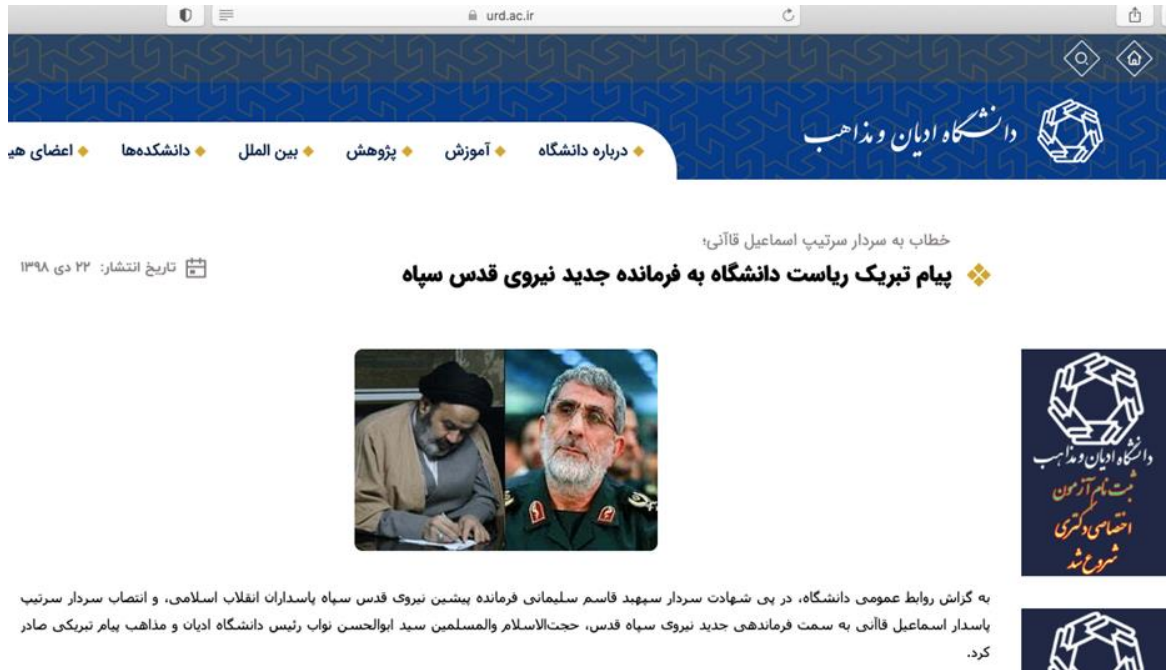 urd.ac.ir
دانشگاه ادیان و مذاهب
درباره دانشگاه
آموزش
پژوهش
بین الملل
دانشکده‌ها
اعضای هیـ
خطاب به سردار سرتیپ اسماعیل قاآنی؛
پیام تبریک ریاست دانشگاه به فرمانده جدید نیروی قدس سپاه
تاریخ انتشار: ۲۲ دی ۱۳۹۸
دانشگاه ادیان و مذاهب
ثبت نام آزمون
اختصاصی دکتری
شروع شد
به گزاش روابط عمومی دانشگاه، در پی شهادت سردار سپهبد قاسم سلیمانی فرمانده پیشین نیروی قدس سپاه پاسداران انقلاب اسلامی، و انتصاب سردار سرتیپ
پاسدار اسماعیل قاآنی به سمت فرماندهی جدید نیروی سپاه قدس، حجت‌الاسلام والمسلمین سید ابوالحسن نواب رئیس دانشگاه ادیان و مذاهب پیام تبریکی صادر
کرد.